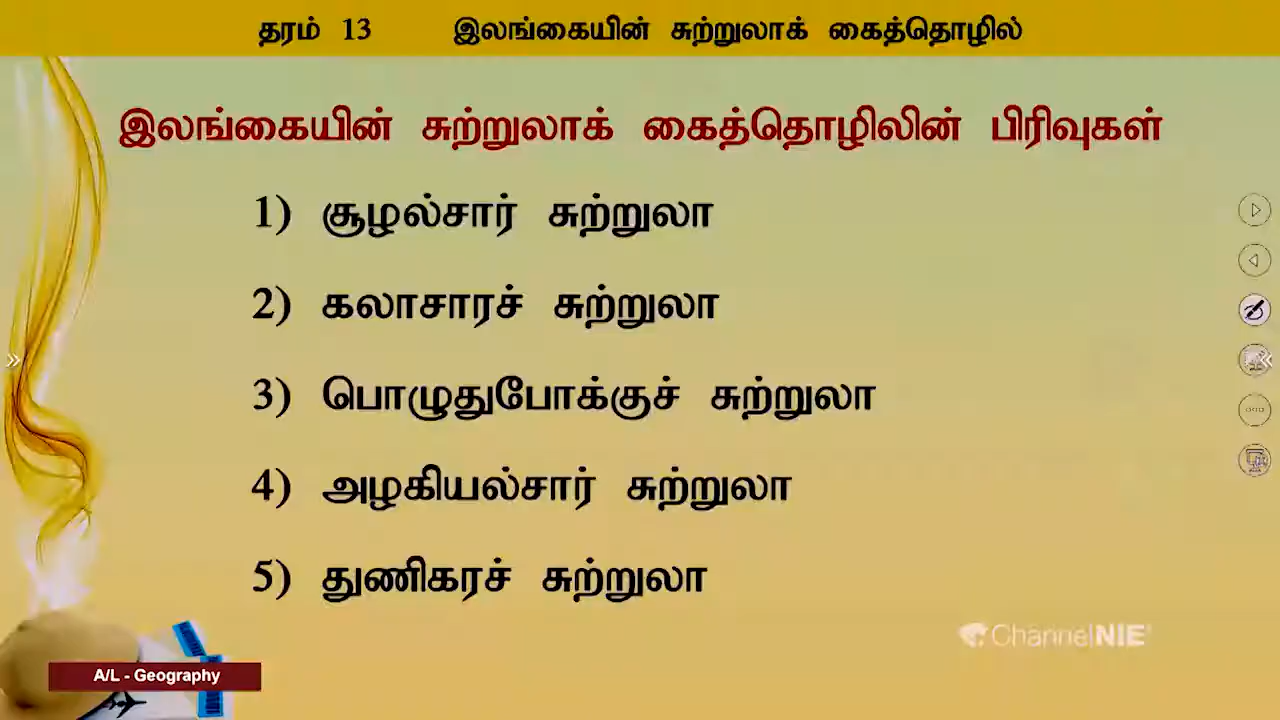 தரம் 13 இலங்கையின் சுற்றுலாக் கைத்தொழில்
இலங்கையின் சுற்றுலாக் கைத்தொழிலின் பிரிவுகள்
1) சூழல்சார் சுற்றுலா
2) கலாசாரச் சுற்றுலா
3) பொழுதுபோக்குச் சுற்றுலா
4) அழகியல்சார் சுற்றுலா
5) துணிகரச் சுற்றுலா
ChannelNIE
A/L - Geography